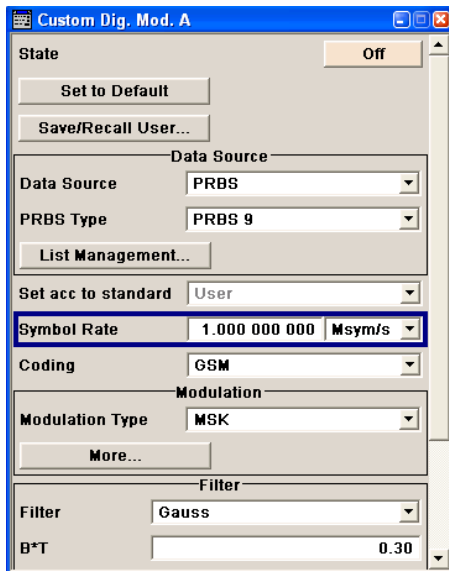 Custom Dig. Mod. A
State Off
Set to Default
Save/Recall User...
Data Source
Data Source PRBS
PRBS Type PRBS 9
List Management...
Set acc to standard User
Symbol Rate 1.000 000 000 Msym/s
Coding GSM
Modulation
Modulation Type MSK
More...
Filter
Filter Gauss
B*T 0.30